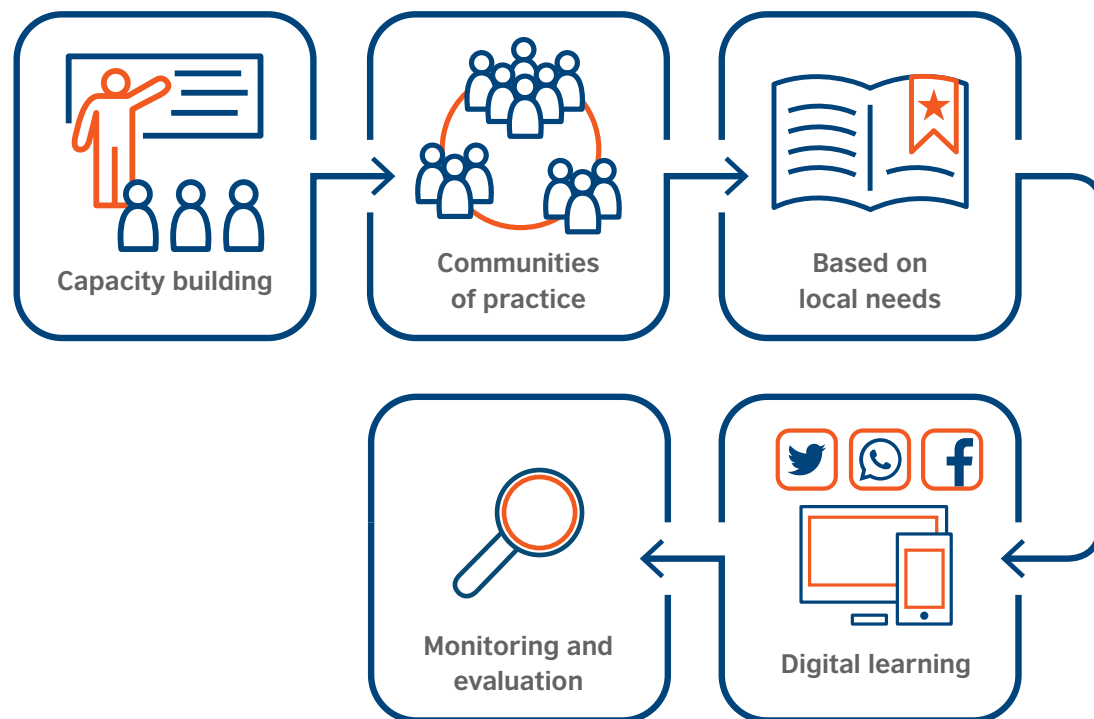 Capacity building
Communities
of practice
Based on
local needs
Digital learning
Monitoring and
evaluation